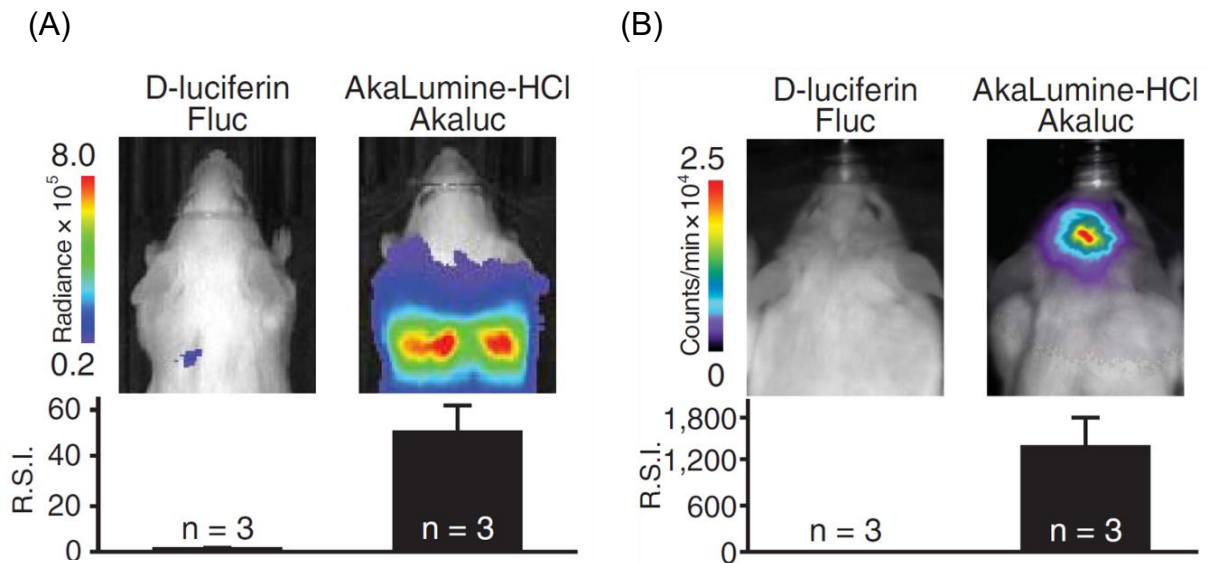 (A)
D-luciferin
Fluc
AkaLumine-HCl
Akaluc
8.0
Radiance × 10⁵
0.2
60
40
20
0
R.S.I.
n = 3
n = 3
(B)
D-luciferin
Fluc
AkaLumine-HCl
Akaluc
2.5
Counts/min × 10⁴
0
1,800
1,200
600
0
R.S.I.
n = 3
n = 3